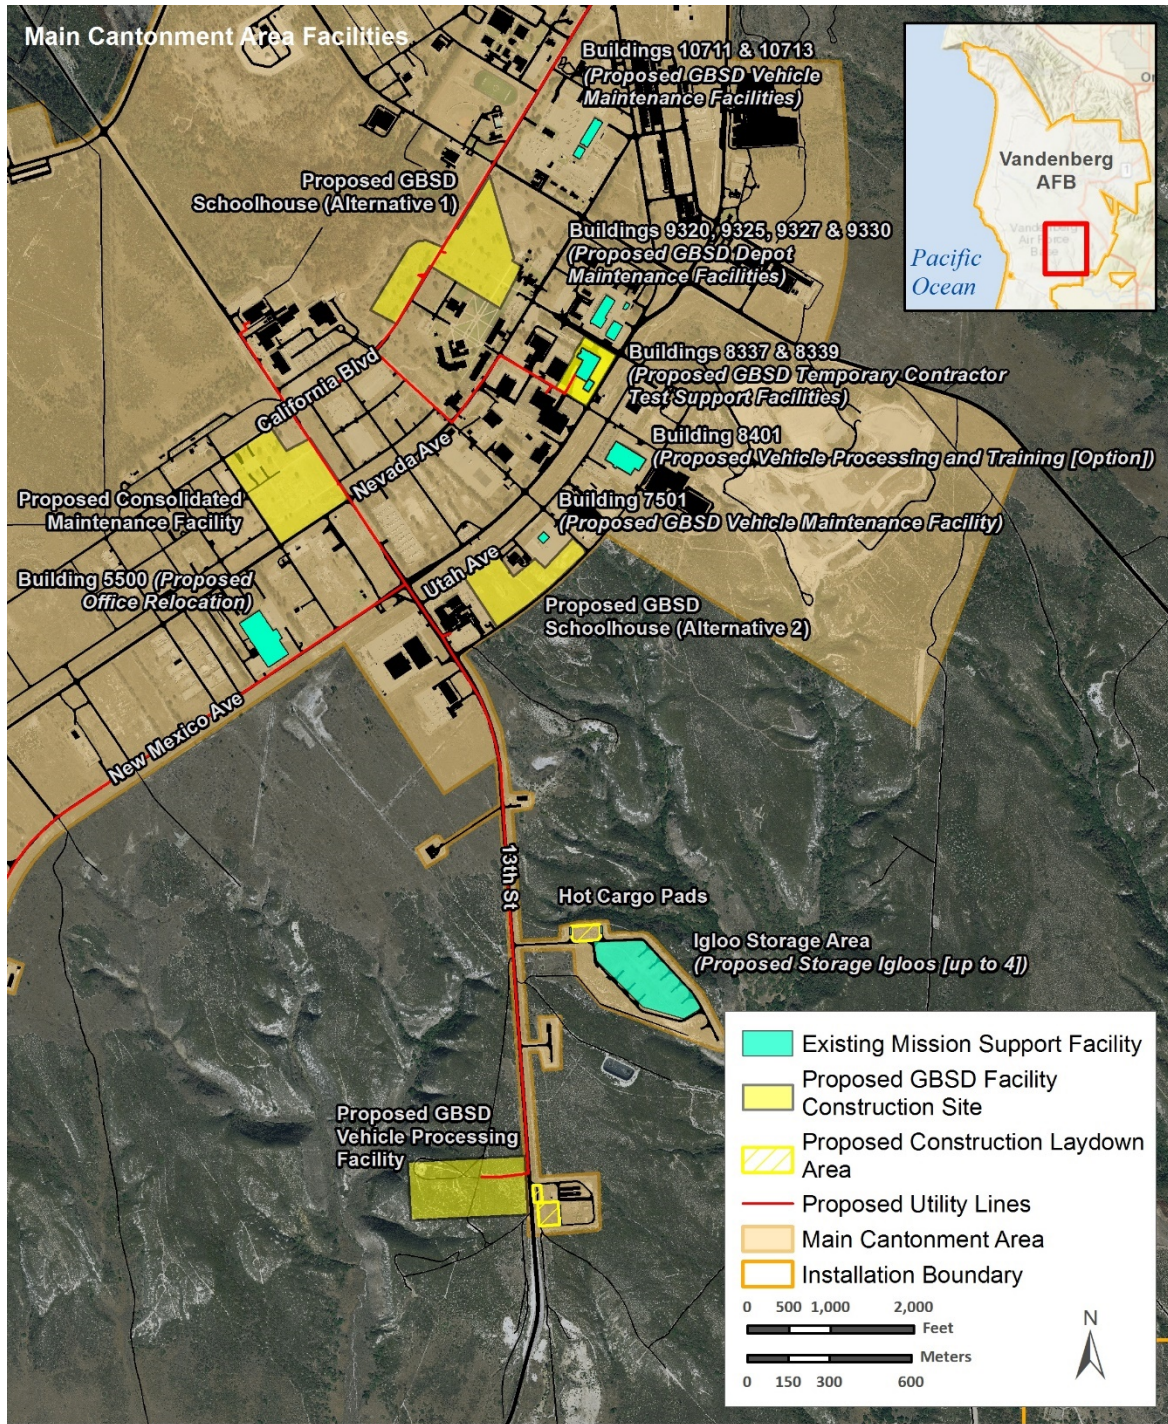 Main Cantonment Area Facilities
Buildings 10711 & 10713
(Proposed GBSD Vehicle
Maintenance Facilities)
Vandenberg
AFB
Pacific
Ocean
Vandenberg
Air Force
Base
1
Proposed GBSD
Schoolhouse (Alternative 1)
Buildings 9320, 9325, 9327 & 9330
(Proposed GBSD Depot
Maintenance Facilities)
Buildings 8337 & 8339
(Proposed GBSD Temporary Contractor
Test Support Facilities)
California Blvd
Nevada Ave
Building 8401
(Proposed Vehicle Processing and Training [Option])
Proposed Consolidated
Maintenance Facility
Building 7501
(Proposed GBSD Vehicle Maintenance Facility)
Utah Ave
Building 5500 (Proposed
Office Relocation)
Proposed GBSD
Schoolhouse (Alternative 2)
New Mexico Ave
13th St
Hot Cargo Pads
Igloo Storage Area
(Proposed Storage Igloos [up to 4])
Proposed GBSD
Vehicle Processing
Facility
Existing Mission Support Facility
Proposed GBSD Facility
Construction Site
Proposed Construction Laydown
Area
Proposed Utility Lines
Main Cantonment Area
Installation Boundary
0 500 1,000 2,000
Feet
Meters
0 150 300 600
N